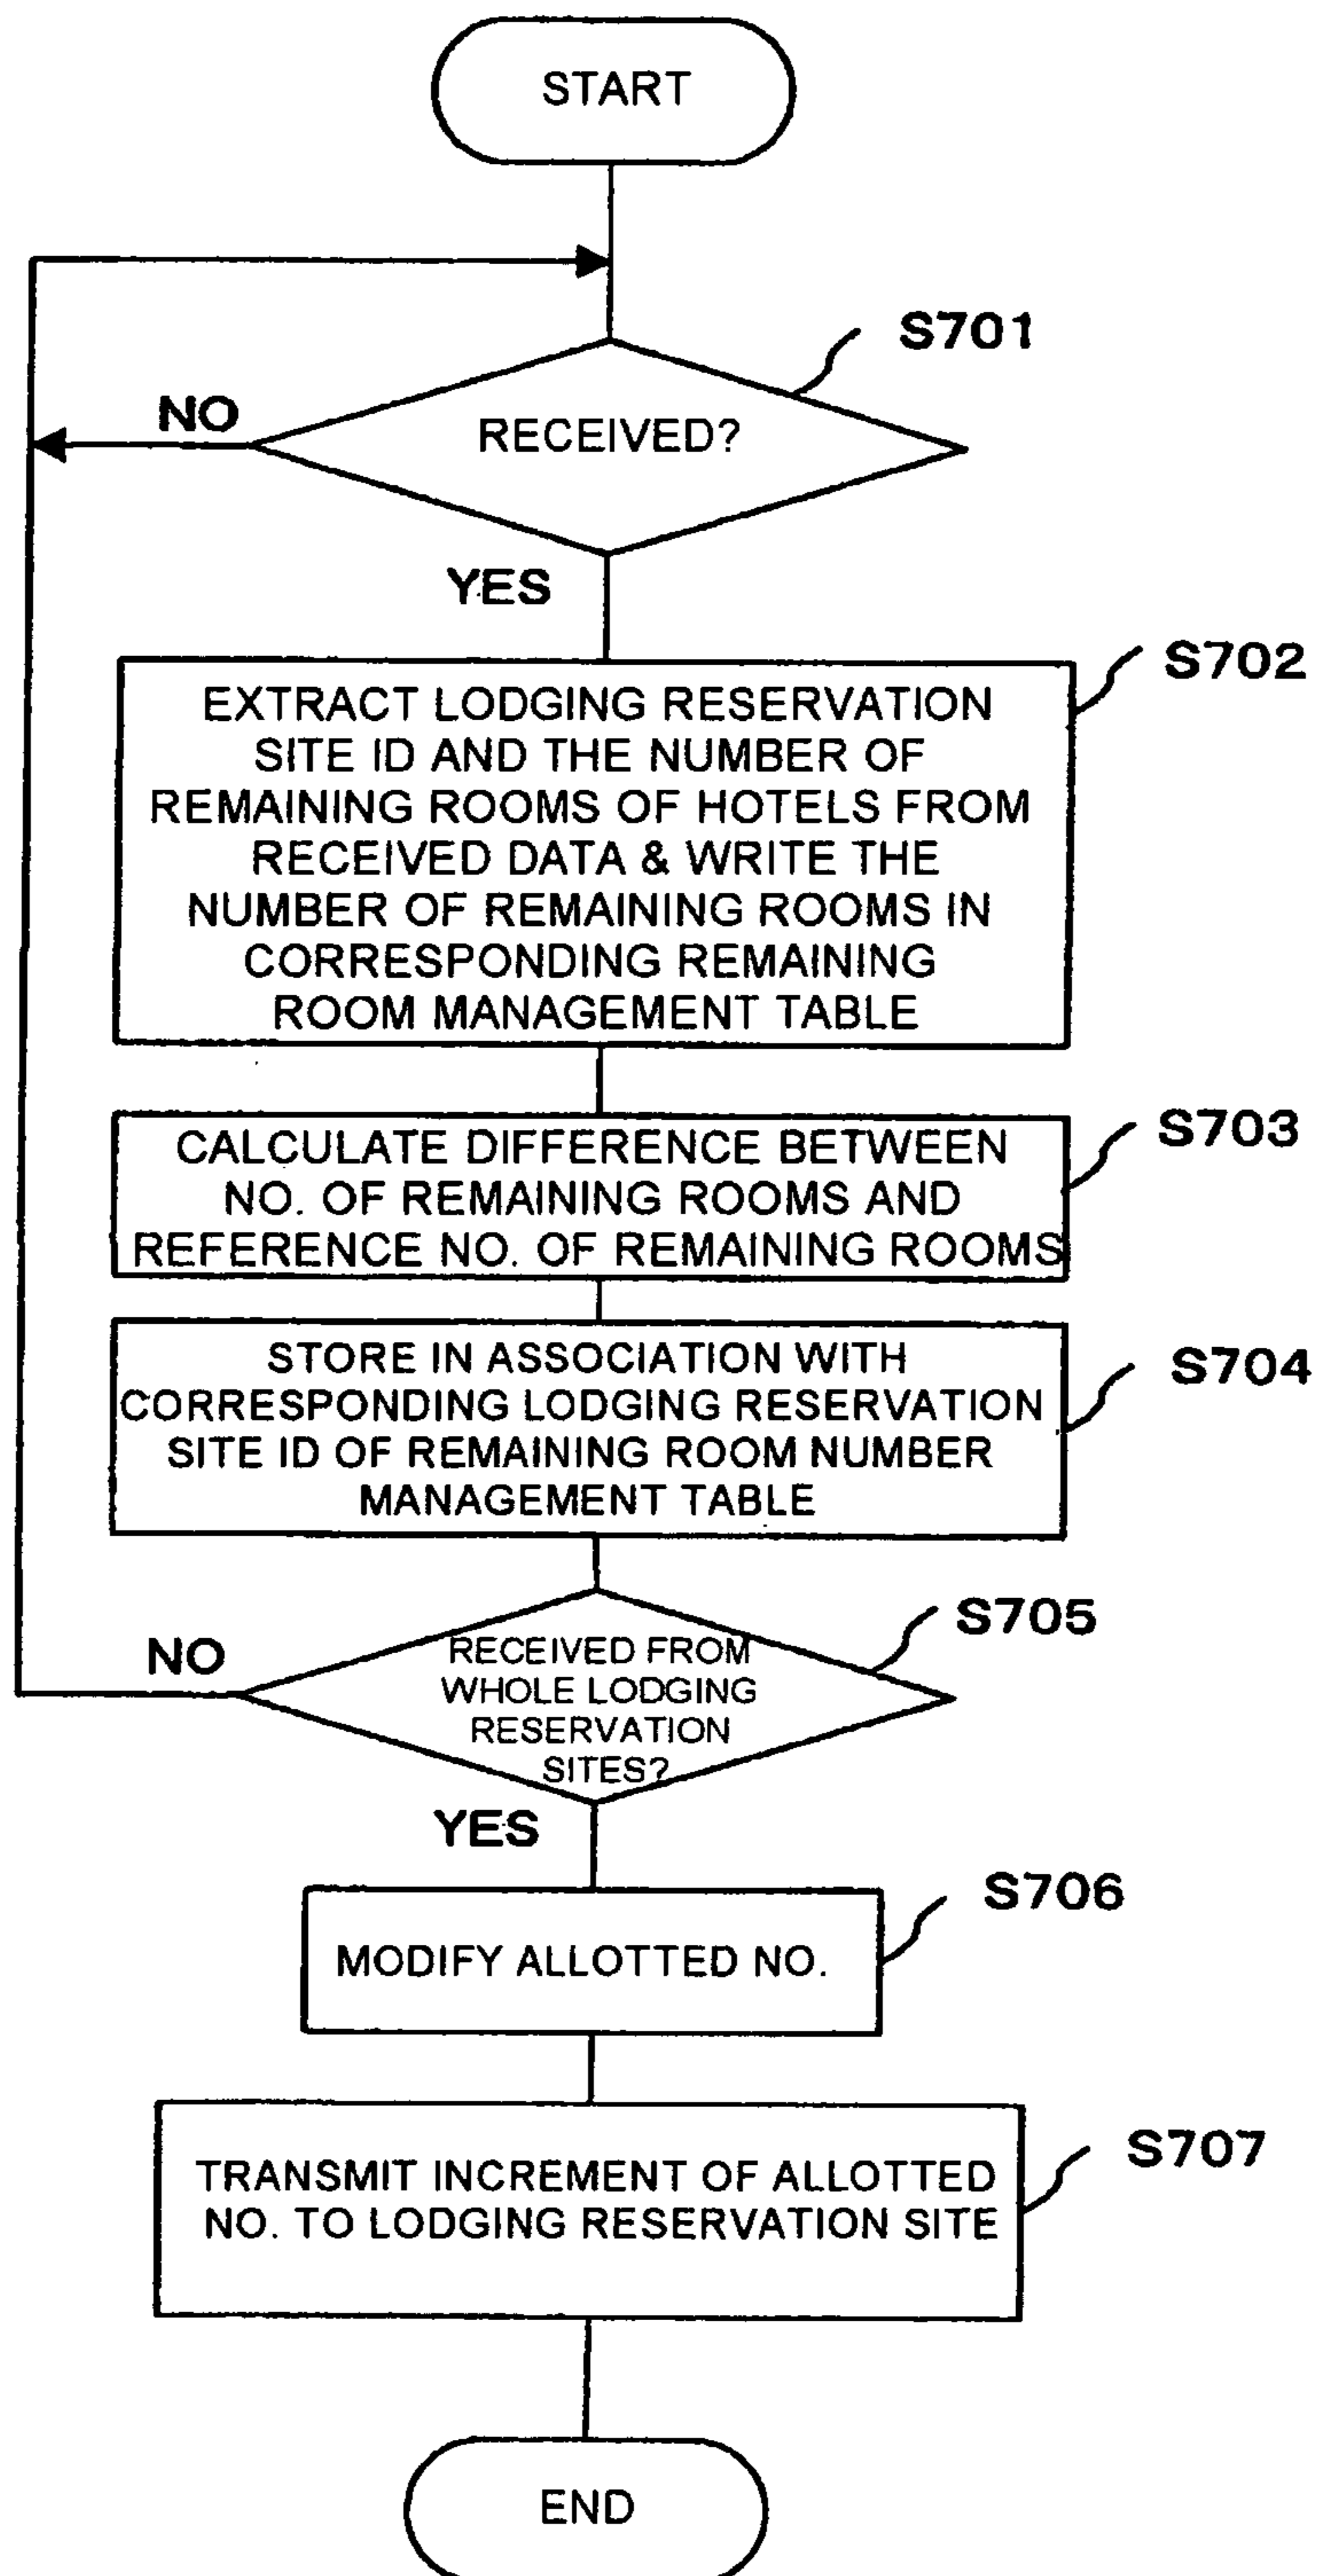 START
S701
NO
RECEIVED?
YES
S702
EXTRACT LODGING RESERVATION
SITE ID AND THE NUMBER OF
REMAINING ROOMS OF HOTELS FROM
RECEIVED DATA & WRITE THE
NUMBER OF REMAINING ROOMS IN
CORRESPONDING REMAINING
ROOM MANAGEMENT TABLE
S703
CALCULATE DIFFERENCE BETWEEN
NO. OF REMAINING ROOMS AND
REFERENCE NO. OF REMAINING ROOMS
S704
STORE IN ASSOCIATION WITH
CORRESPONDING LODGING RESERVATION
SITE ID OF REMAINING ROOM NUMBER
MANAGEMENT TABLE
S705
NO
RECEIVED FROM
WHOLE LODGING
RESERVATION
SITES?
YES
S706
MODIFY ALLOTTED NO.
S707
TRANSMIT INCREMENT OF ALLOTTED
NO. TO LODGING RESERVATION SITE
END